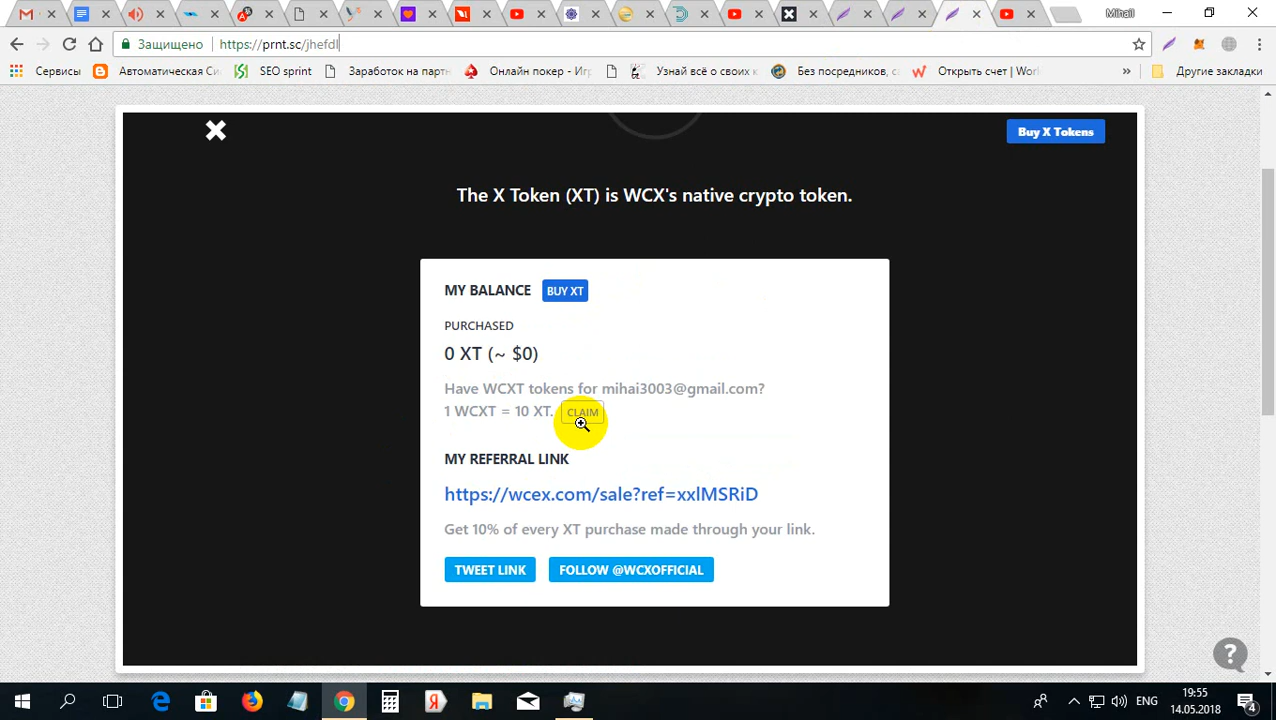 Mihail
Защищено
https://prnt.sc/jhefdl
Сервисы
Автоматическая Си
SEO sprint
Заработок на партн
Онлайн покер - Игр
Узнай всё о своих к
Без посредников, са
Открыть счет | Worl
»
Другие закладки
Buy X Tokens
The X Token (XT) is WCX's native crypto token.
MY BALANCE
BUY XT
PURCHASED
0 XT (~ $0)
Have WCXT tokens for mihai3003@gmail.com?
1 WCXT = 10 XT. CLAIM
MY REFERRAL LINK
https://wcex.com/sale?ref=xxlMSRiD
Get 10% of every XT purchase made through your link.
TWEET LINK
FOLLOW @WCXOFFICIAL
?
ENG
19:55
14.05.2018
4